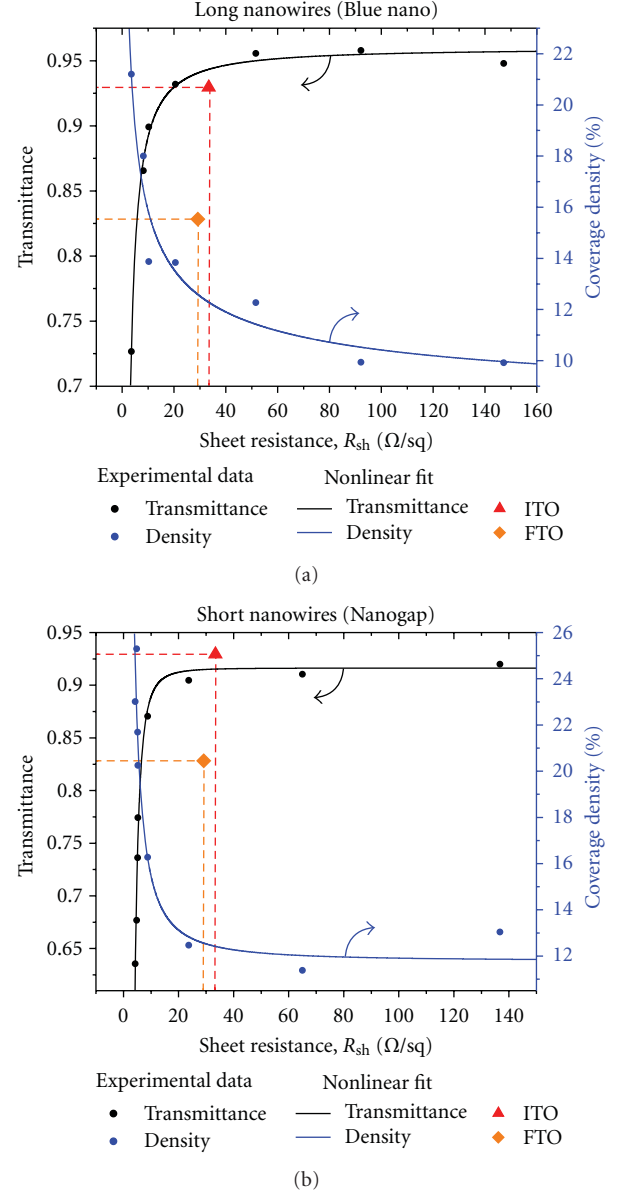 Long nanowires (Blue nano)
0.95
0.9
0.85
0.8
0.75
0.7
Transmittance
22
20
18
16
14
12
10
Coverage density (%)
0 20 40 60 80 100 120 140 160
Sheet resistance, Rsh (Ω/sq)
Experimental data Nonlinear fit
Transmittance Transmittance ITO
Density Density FTO
(a)
Short nanowires (Nanogap)
0.95
0.9
0.85
0.8
0.75
0.7
0.65
Transmittance
26
24
22
20
18
16
14
12
Coverage density (%)
0 20 40 60 80 100 120 140
Sheet resistance, Rsh (Ω/sq)
Experimental data Nonlinear fit
Transmittance Transmittance ITO
Density Density FTO
(b)